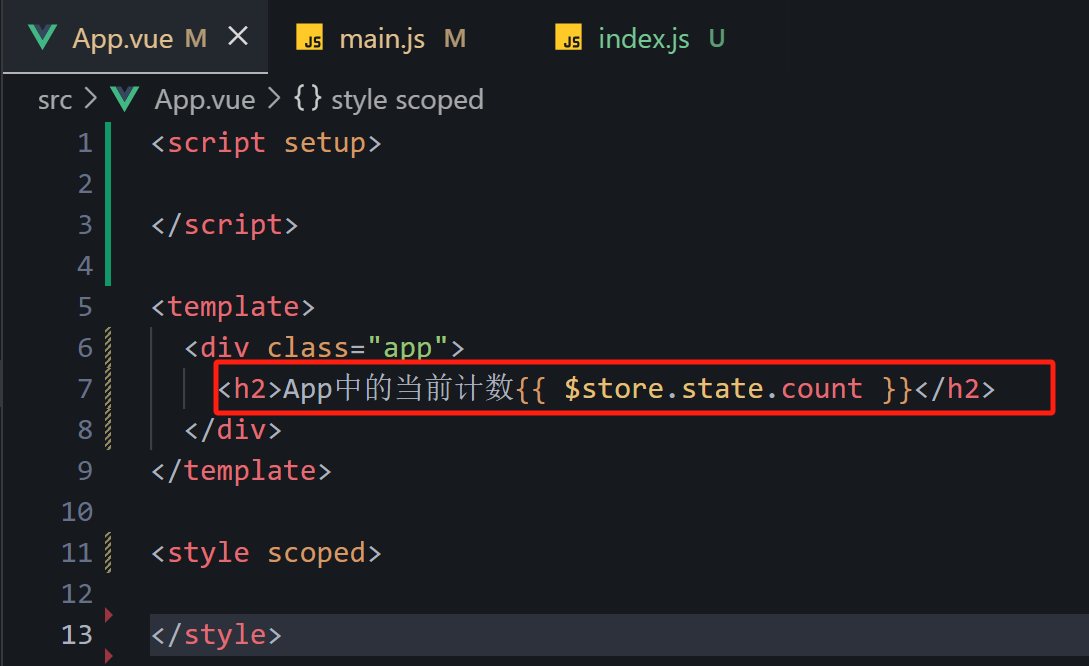 App.vue M × JS main.js M JS index.js U
src > App.vue > {} style scoped
1 <script setup>
2
3 </script>
4
5 <template>
6 <div class="app">
7 <h2>App中的当前计数{{ $store.state.count }}</h2>
8 </div>
9 </template>
10
11 <style scoped>
12
13 </style>